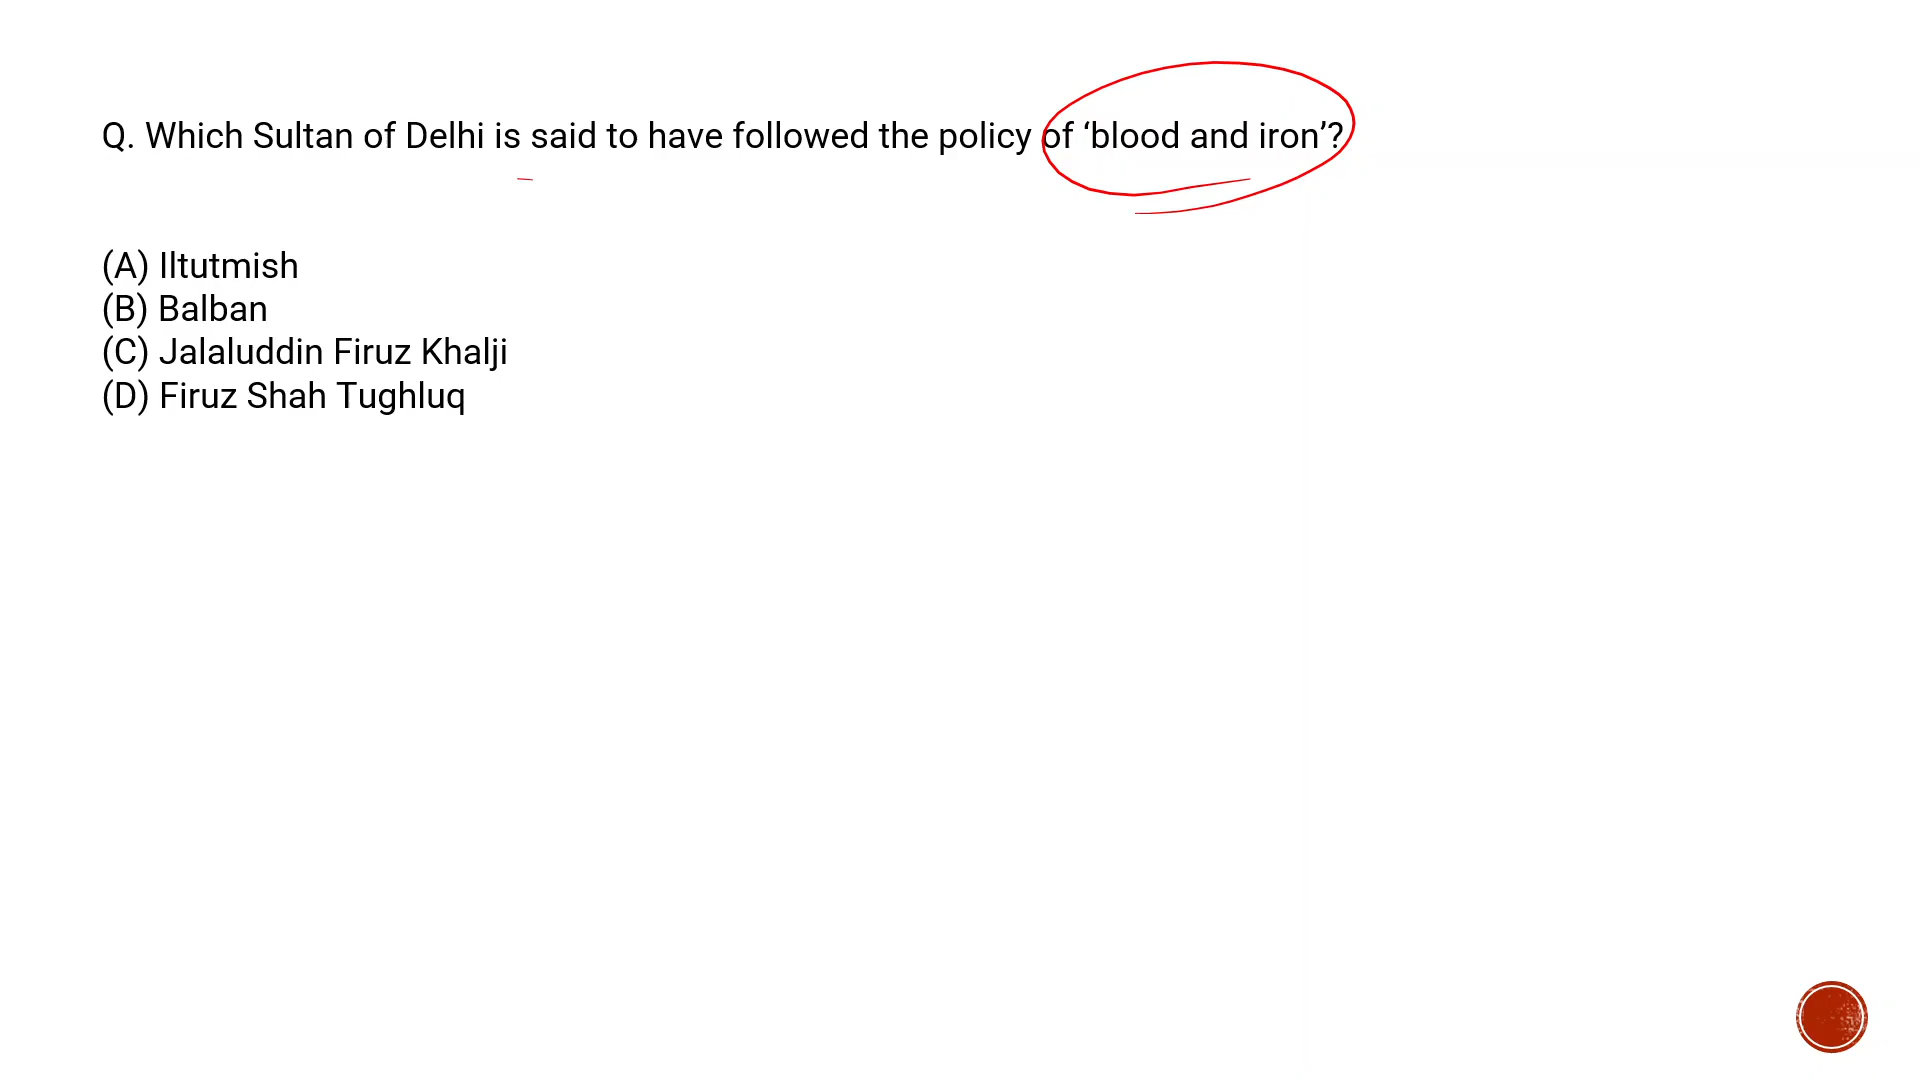 Q. Which Sultan of Delhi is said to have followed the policy of ‘blood and iron’?
(A) Iltutmish
(B) Balban
(C) Jalaluddin Firuz Khalji
(D) Firuz Shah Tughluq